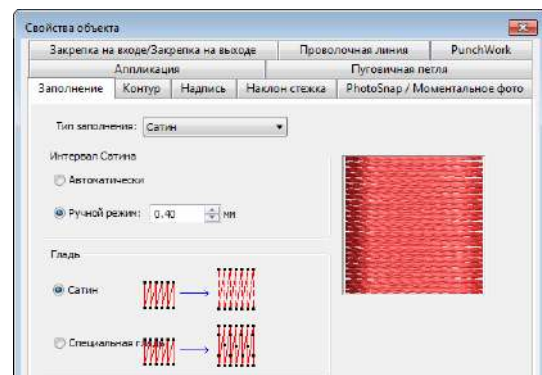 Свойства объекта
Закрепка на входе/Закрепка на выходе Проволочная линия PunchWork
Аппликация Пуговичная петля
Заполнение Контур Надпись Наклон стежка PhotoSnap / Моментальное фото
Тип заполнения: Сатин
Интервал Сатина
Автоматически
Ручной режим: 0.40 мм
Гладь
Сатин
Специальная гладь